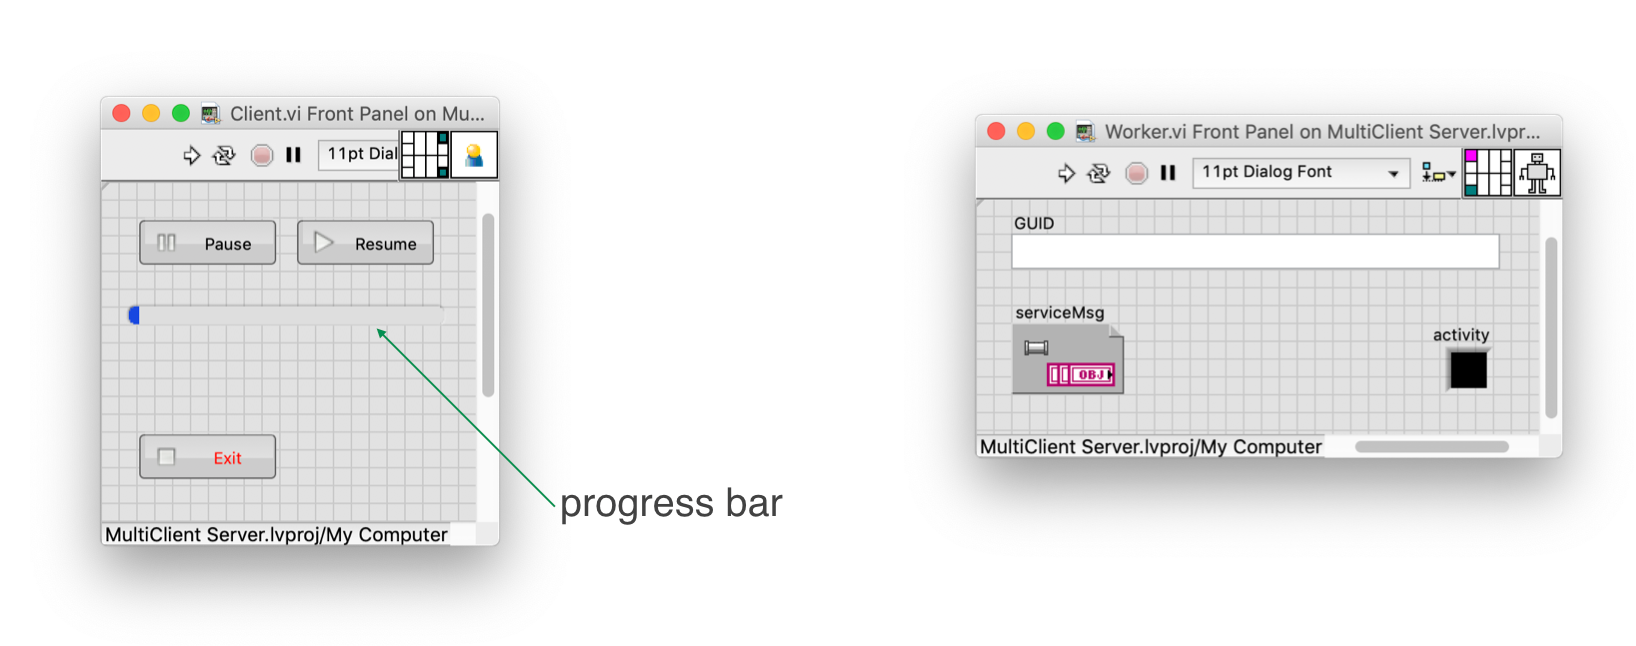 Client.vi Front Panel on Mu...
11pt Dial
Pause
Resume
Exit
MultiClient Server.lvproj/My Computer
progress bar
Worker.vi Front Panel on MultiClient Server.lvpr...
11pt Dialog Font
GUID
serviceMsg
OBJ
activity
MultiClient Server.lvproj/My Computer